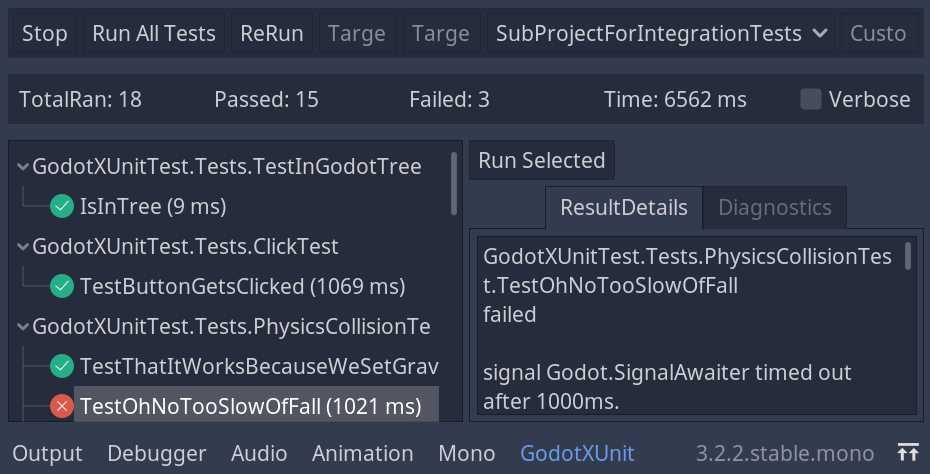 Stop Run All Tests ReRun Targe Targe SubProjectForIntegrationTests Custo
TotalRan: 18 Passed: 15 Failed: 3 Time: 6562 ms Verbose
GodotXUnitTest.Tests.TestInGodotTree
IsInTree (9 ms)
GodotXUnitTest.Tests.ClickTest
TestButtonGetsClicked (1069 ms)
GodotXUnitTest.Tests.PhysicsCollisionTe
TestThatItWorksBecauseWeSetGrav
TestOhNoTooSlowOfFall (1021 ms)
Run Selected
ResultDetails Diagnostics
GodotXUnitTest.Tests.PhysicsCollisionTes
t.TestOhNoTooSlowOfFall
failed
signal Godot.SignalAwaiter timed out
after 1000ms.
Output Debugger Audio Animation Mono GodotXUnit 3.2.2.stable.mono